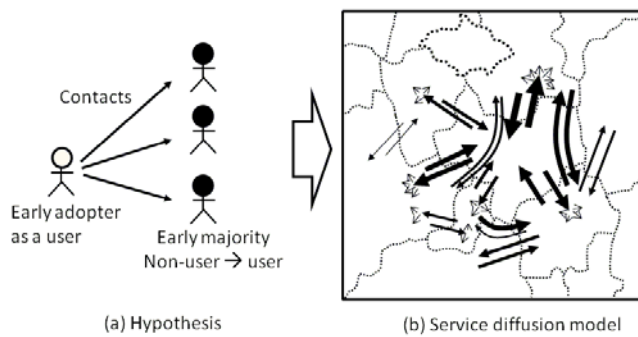 Contacts
Early adopter
as a user
Early majority
Non-user → user
(a) Hypothesis
(b) Service diffusion model